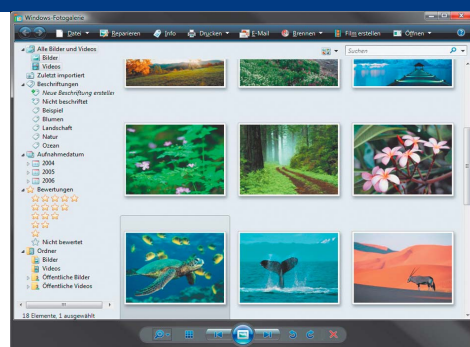 Windows-Fotogalerie
Datei Reparieren Info Drucken E-Mail Brennen Film erstellen Öffnen
Alle Bilder und Videos
Bilder
Videos
Zuletzt importiert
Beschriftungen
Neue Beschriftung erstellen
Nicht beschriftet
Beispiel
Blumen
Landschaft
Natur
Ozean
Aufnahmedatum
2004
2005
2006
Bewertungen
Nicht bewertet
Ordner
Bilder
Videos
Öffentliche Bilder
Öffentliche Videos
Suchen
18 Elemente, 1 ausgewählt